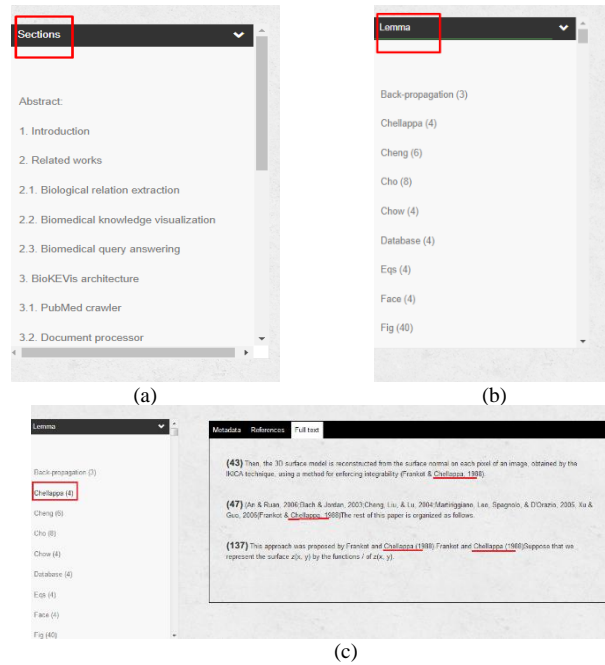 Sections
Abstract:
1. Introduction
2. Related works
2.1. Biological relation extraction
2.2. Biomedical knowledge visualization
2.3. Biomedical query answering
3. BioKEVis architecture
3.1. PubMed crawler
3.2. Document processor
(a)
Lemma
Back-propagation (3)
Chellappa (4)
Cheng (6)
Cho (8)
Chow (4)
Database (4)
Eqs (4)
Face (4)
Fig (40)
(b)
Lemma
Back-propagation (3)
Chellappa (4)
Cheng (6)
Cho (8)
Chow (4)
Database (4)
Eqs (4)
Face (4)
Fig (40)
Metadata References Full text
(43) Then, the 3D surface model is reconstructed from the surface normal on each pixel of an image, obtained by the
technique, using a method for enforcing integrability (Frankot & Chellappa, 1988).
(47) (An & Ruan, 2006;Bach & Jordan, 2003;Cheng, Liu, & Lu, 2004;Martiriggiano, Leo, Spagnolo, & D'Orazio, 2005, Xu &
Guo, 2005)Frankot & Chellappa, 1988)The rest of this paper is organized as follows.
(137) This approach was proposed by Frankot and Chellappa (1988).Frankot and Chellappa (1988)Suppose that we
represent the surface z(x, y) by the functions / of z(x, y).
(c)